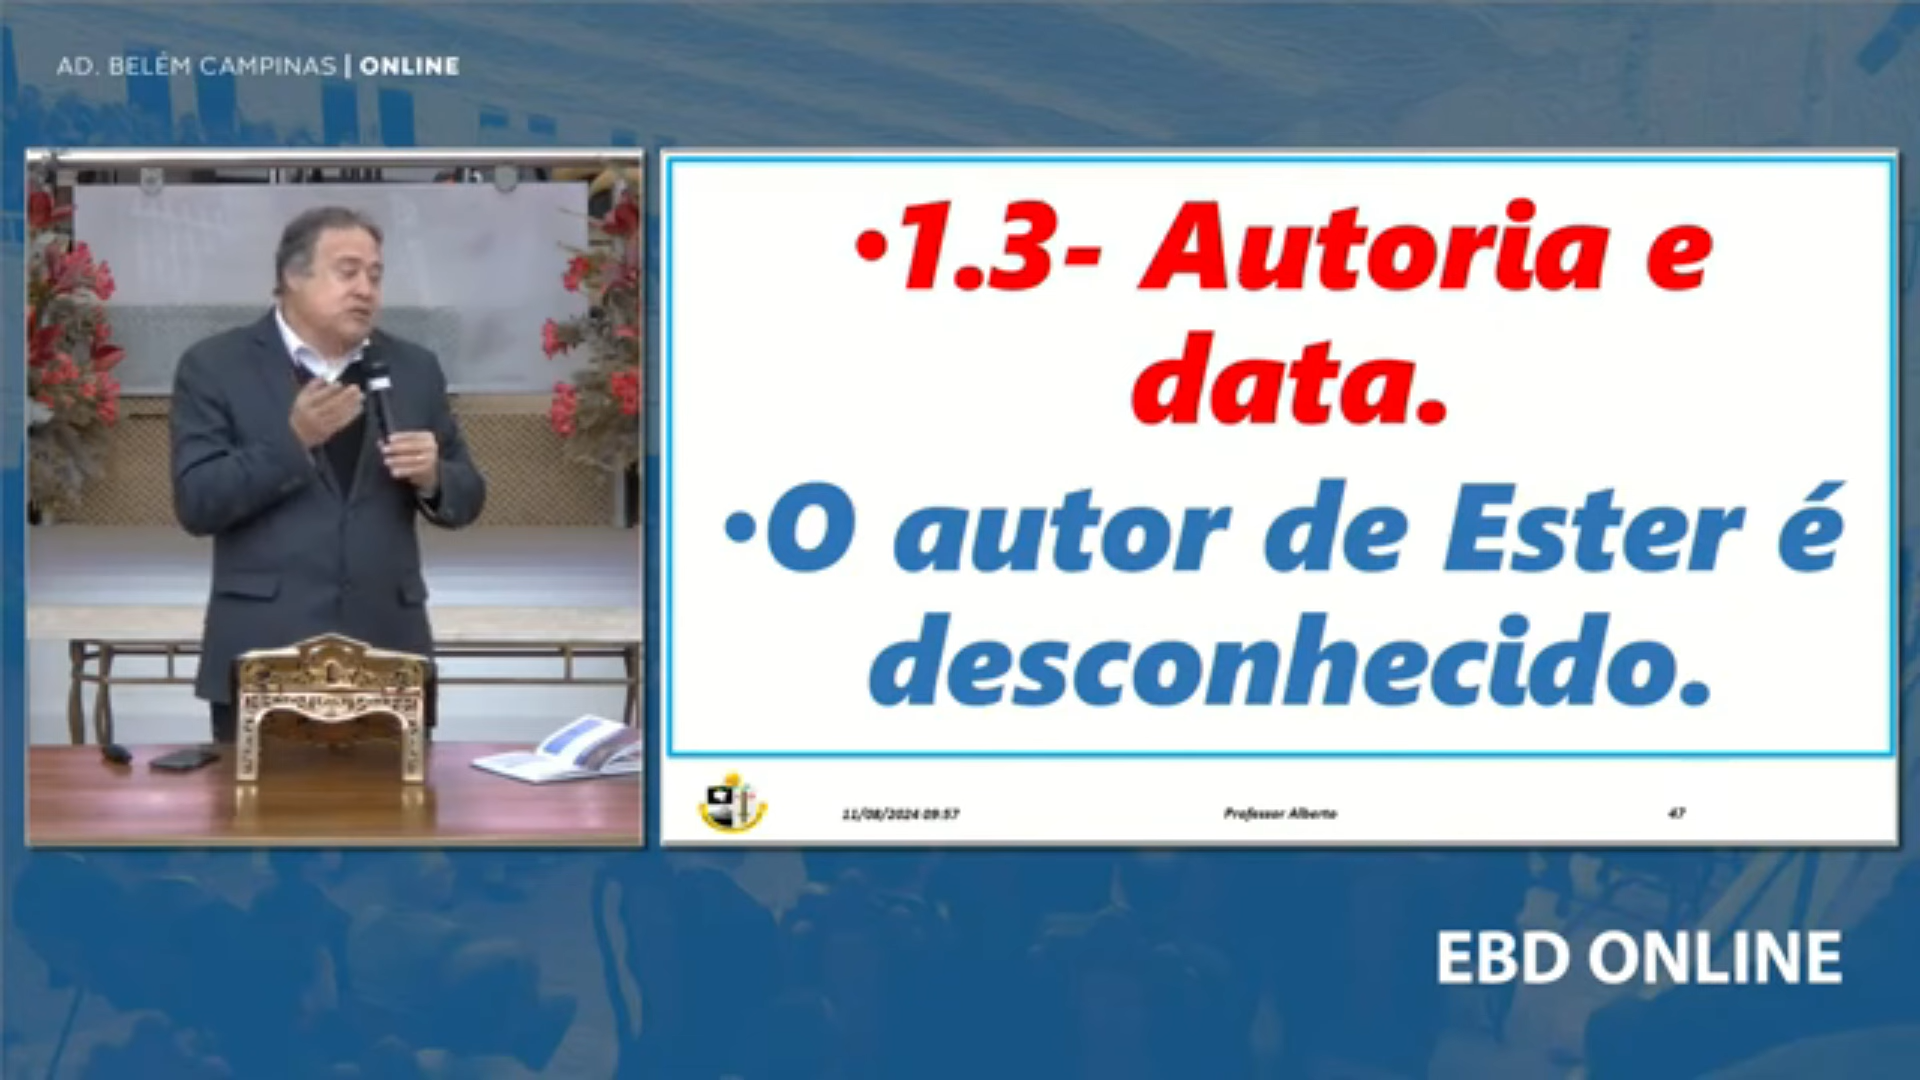 AD. BELÉM CAMPINAS | ONLINE
•1.3- Autoria e
data.
•O autor de Ester é
desconhecido.
11/08/2024 09:57
Professor Alberto
47
EBD ONLINE